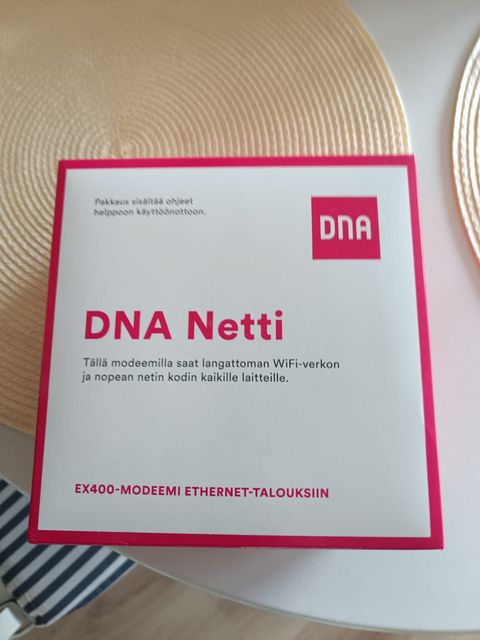 Pakkaus sisältää ohjeet
helppoon käyttöönottoon.
DNA
DNA Netti
Tällä modeemilla saat langattoman WiFi-verkon
ja nopean netin kodin kaikille laitteille.
EX400-MODEEMI ETHERNET-TALOUKSIIN